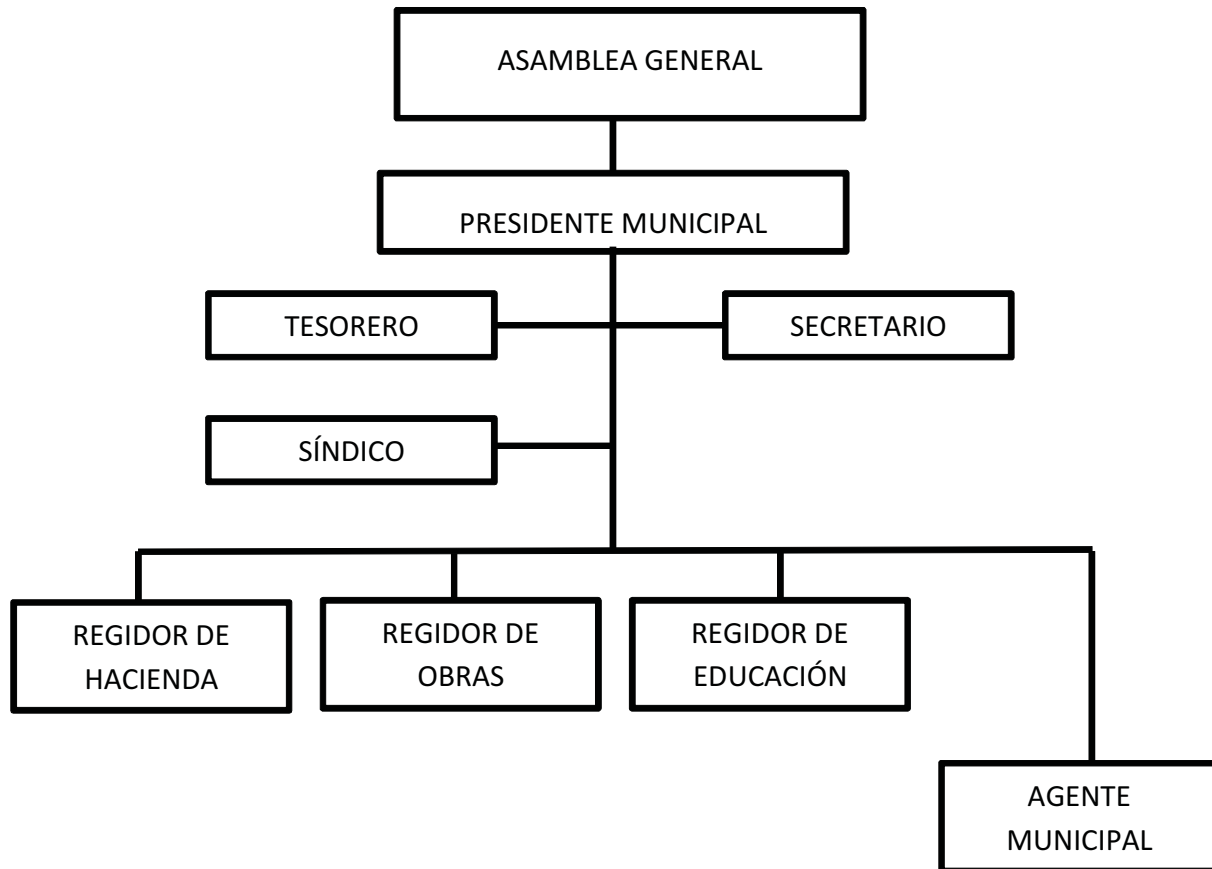 ASAMBLEA GENERAL
PRESIDENTE MUNICIPAL
TESORERO
SECRETARIO
SÍNDICO
REGIDOR DE
HACIENDA
REGIDOR DE
OBRAS
REGIDOR DE
EDUCACIÓN
AGENTE
MUNICIPAL